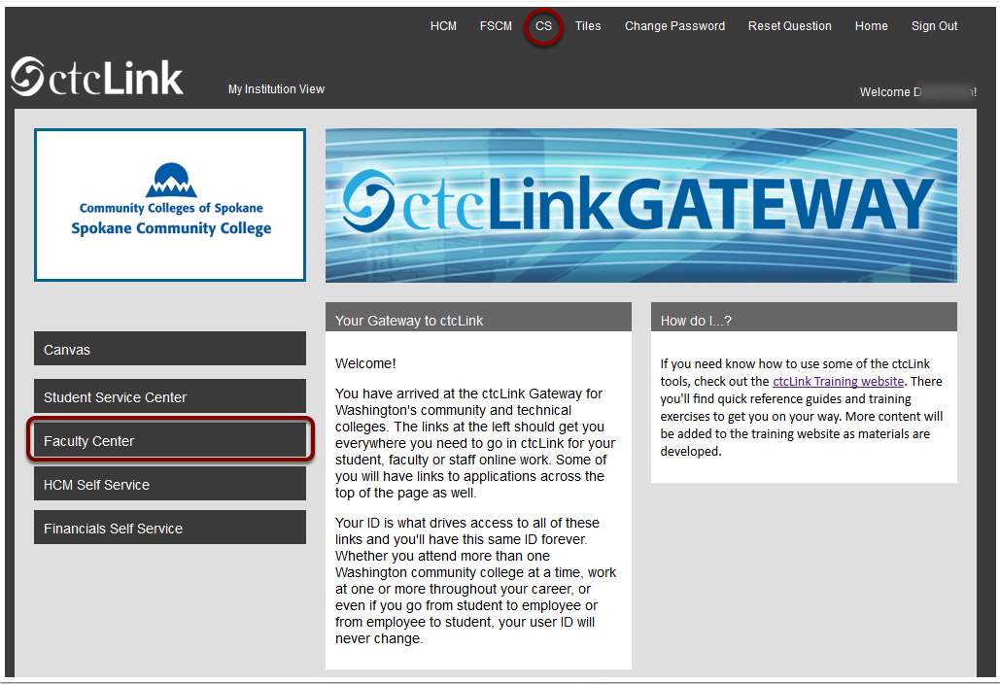 HCM FSCM CS Tiles Change Password Reset Question Home Sign Out
ctcLink
My Institution View
Welcome D
Community Colleges of Spokane
Spokane Community College
ctcLinkGATEWAY
Canvas
Student Service Center
Faculty Center
HCM Self Service
Financials Self Service
Your Gateway to ctcLink
Welcome!
You have arrived at the ctcLink Gateway for
Washington's community and technical
colleges. The links at the left should get you
everywhere you need to go in ctcLink for your
student, faculty or staff online work. Some of
you will have links to applications across the
top of the page as well.
Your ID is what drives access to all of these
links and you'll have this same ID forever.
Whether you attend more than one
Washington community college at a time, work
at one or more throughout your career, or
even if you go from student to employee or
from employee to student, your user ID will
never change.
How do I...?
If you need know how to use some of the ctcLink
tools, check out the ctcLink Training website. There
you'll find quick reference guides and training
exercises to get you on your way. More content will
be added to the training website as materials are
developed.